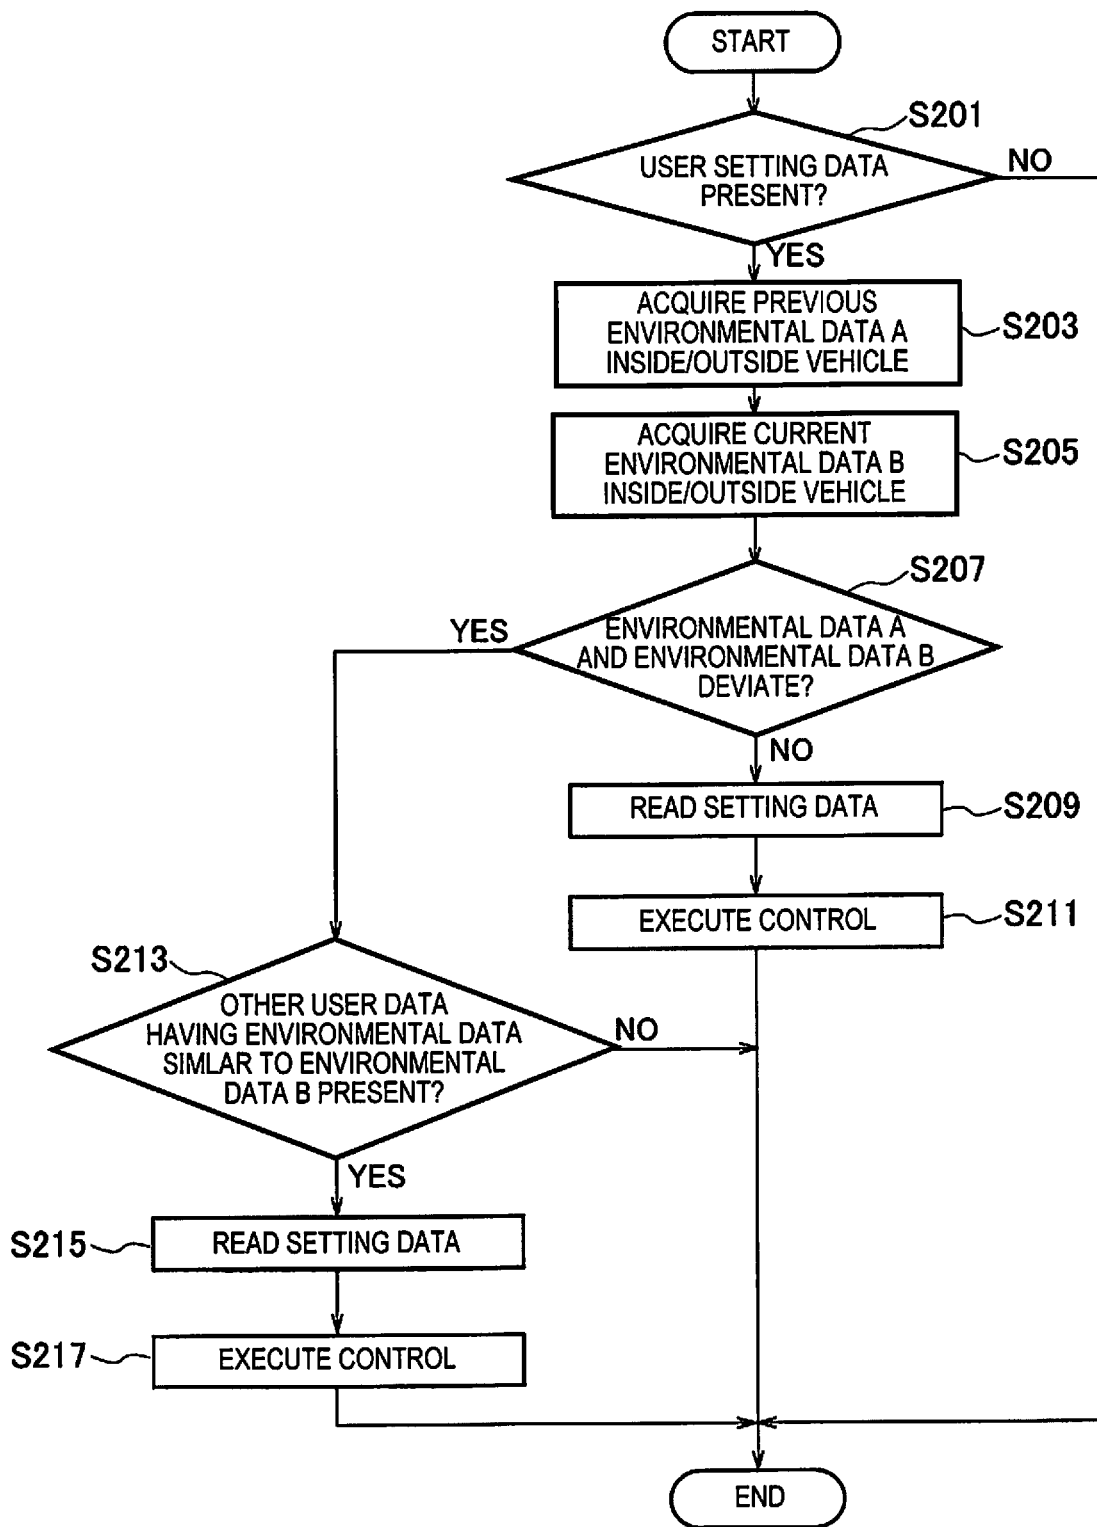 START
S201
USER SETTING DATA
PRESENT?
NO
YES
ACQUIRE PREVIOUS
ENVIRONMENTAL DATA A
INSIDE/OUTSIDE VEHICLE
S203
ACQUIRE CURRENT
ENVIRONMENTAL DATA B
INSIDE/OUTSIDE VEHICLE
S205
S207
YES
ENVIRONMENTAL DATA A
AND ENVIRONMENTAL DATA B
DEVIATE?
NO
READ SETTING DATA
S209
EXECUTE CONTROL
S211
S213
OTHER USER DATA
HAVING ENVIRONMENTAL DATA
SIMLAR TO ENVIRONMENTAL
DATA B PRESENT?
NO
YES
S215
READ SETTING DATA
S217
EXECUTE CONTROL
END